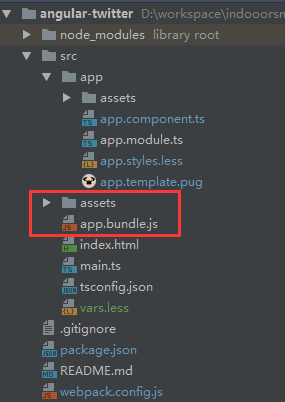 angular-twitter D:\workspace\indooorsn
node_modules library root
src
app
assets
app.component.ts
app.module.ts
app.styles.less
app.template.pug
assets
app.bundle.js
index.html
main.ts
tsconfig.json
vars.less
.gitignore
package.json
README.md
webpack.config.js